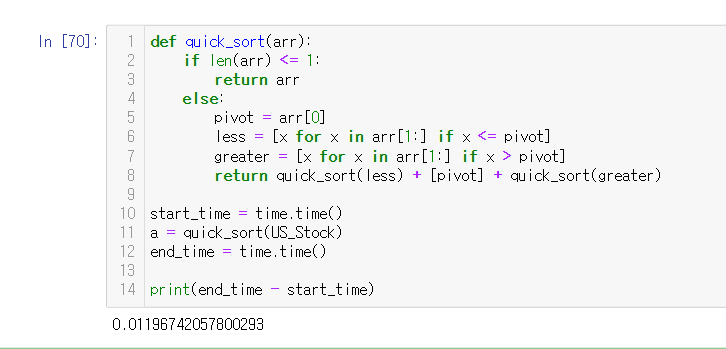 In [70]:
1 def quick_sort(arr):
2     if len(arr) <= 1:
3         return arr
4     else:
5         pivot = arr[0]
6         less = [x for x in arr[1:] if x <= pivot]
7         greater = [x for x in arr[1:] if x > pivot]
8         return quick_sort(less) + [pivot] + quick_sort(greater)
9
10 start_time = time.time()
11 a = quick_sort(US_Stock)
12 end_time = time.time()
13
14 print(end_time - start_time)
0.01196742057800293